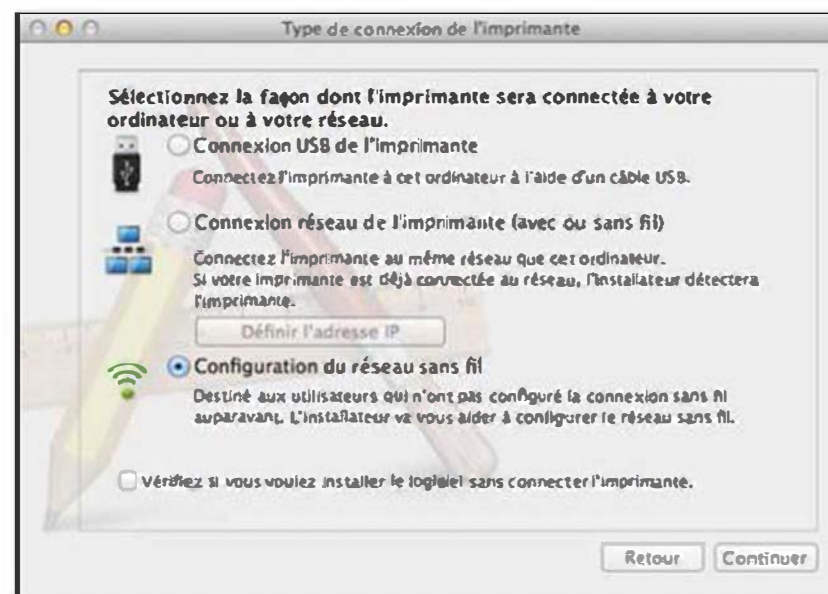 Type de connexion de l'imprimante
Sélectionnez la façon dont l'imprimante sera connectée à votre
ordinateur ou à votre réseau.
Connexion USB de l'imprimante
Connectez l'imprimante à cet ordinateur à l'aide d'un câble USB.
Connexion réseau de l'imprimante (avec ou sans fil)
Connectez l'imprimante au même réseau que cet ordinateur.
Si votre imprimante est déjà connectée au réseau, l'installateur détectera
l'imprimante.
Définir l'adresse IP
Configuration du réseau sans fil
Destiné aux utilisateurs qui n'ont pas configuré la connexion sans fil
auparavant. L'installateur va vous aider à configurer le réseau sans fil.
Vérifiez si vous voulez installer le logiciel sans connecter l'imprimante.
Retour
Continuer